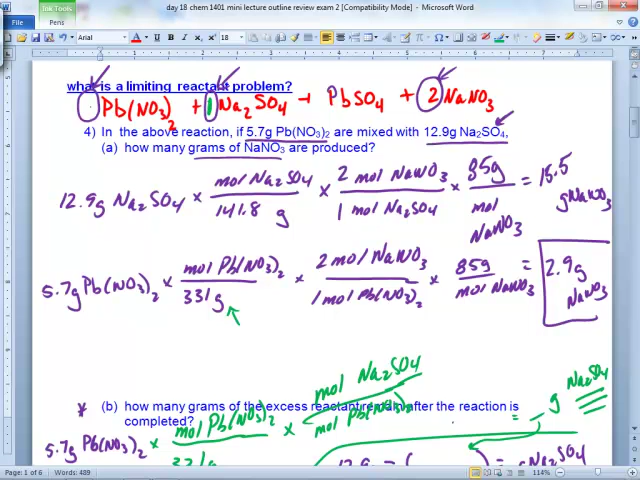 Ink Tools
day 18 chem 1401 mini lecture outline review exam 2 [Compatibility Mode] - Microsoft Word
File
Pens
Arial
18
114%
what is a limiting reactant problem?
Pb(NO3)2 + 1 Na2SO4 → PbSO4 + 2 NaNO3
4) In the above reaction, if 5.7g Pb(NO3)2 are mixed with 12.9g Na2SO4,
(a) how many grams of NaNO3 are produced?
12.9g Na2SO4 × mol Na2SO4 / 141.8 g × 2 mol NaNO3 / 1 mol Na2SO4 × 85g / mol NaNO3 = 15.5 g NaNO3
5.7g Pb(NO3)2 × mol Pb(NO3)2 / 331g × 2 mol NaNO3 / 1 mol Pb(NO3)2 × 85g / mol NaNO3 = 2.9g NaNO3
* (b) how many grams of the excess reactant remain after the reaction is
completed?
5.7g Pb(NO3)2 × mol Pb(NO3)2 / 331g × mol Na2SO4 / mol Pb(NO3)2 = g Na2SO4
12.9 - ( ) = g Na2SO4
Page: 1 of 6
Words: 489
114%